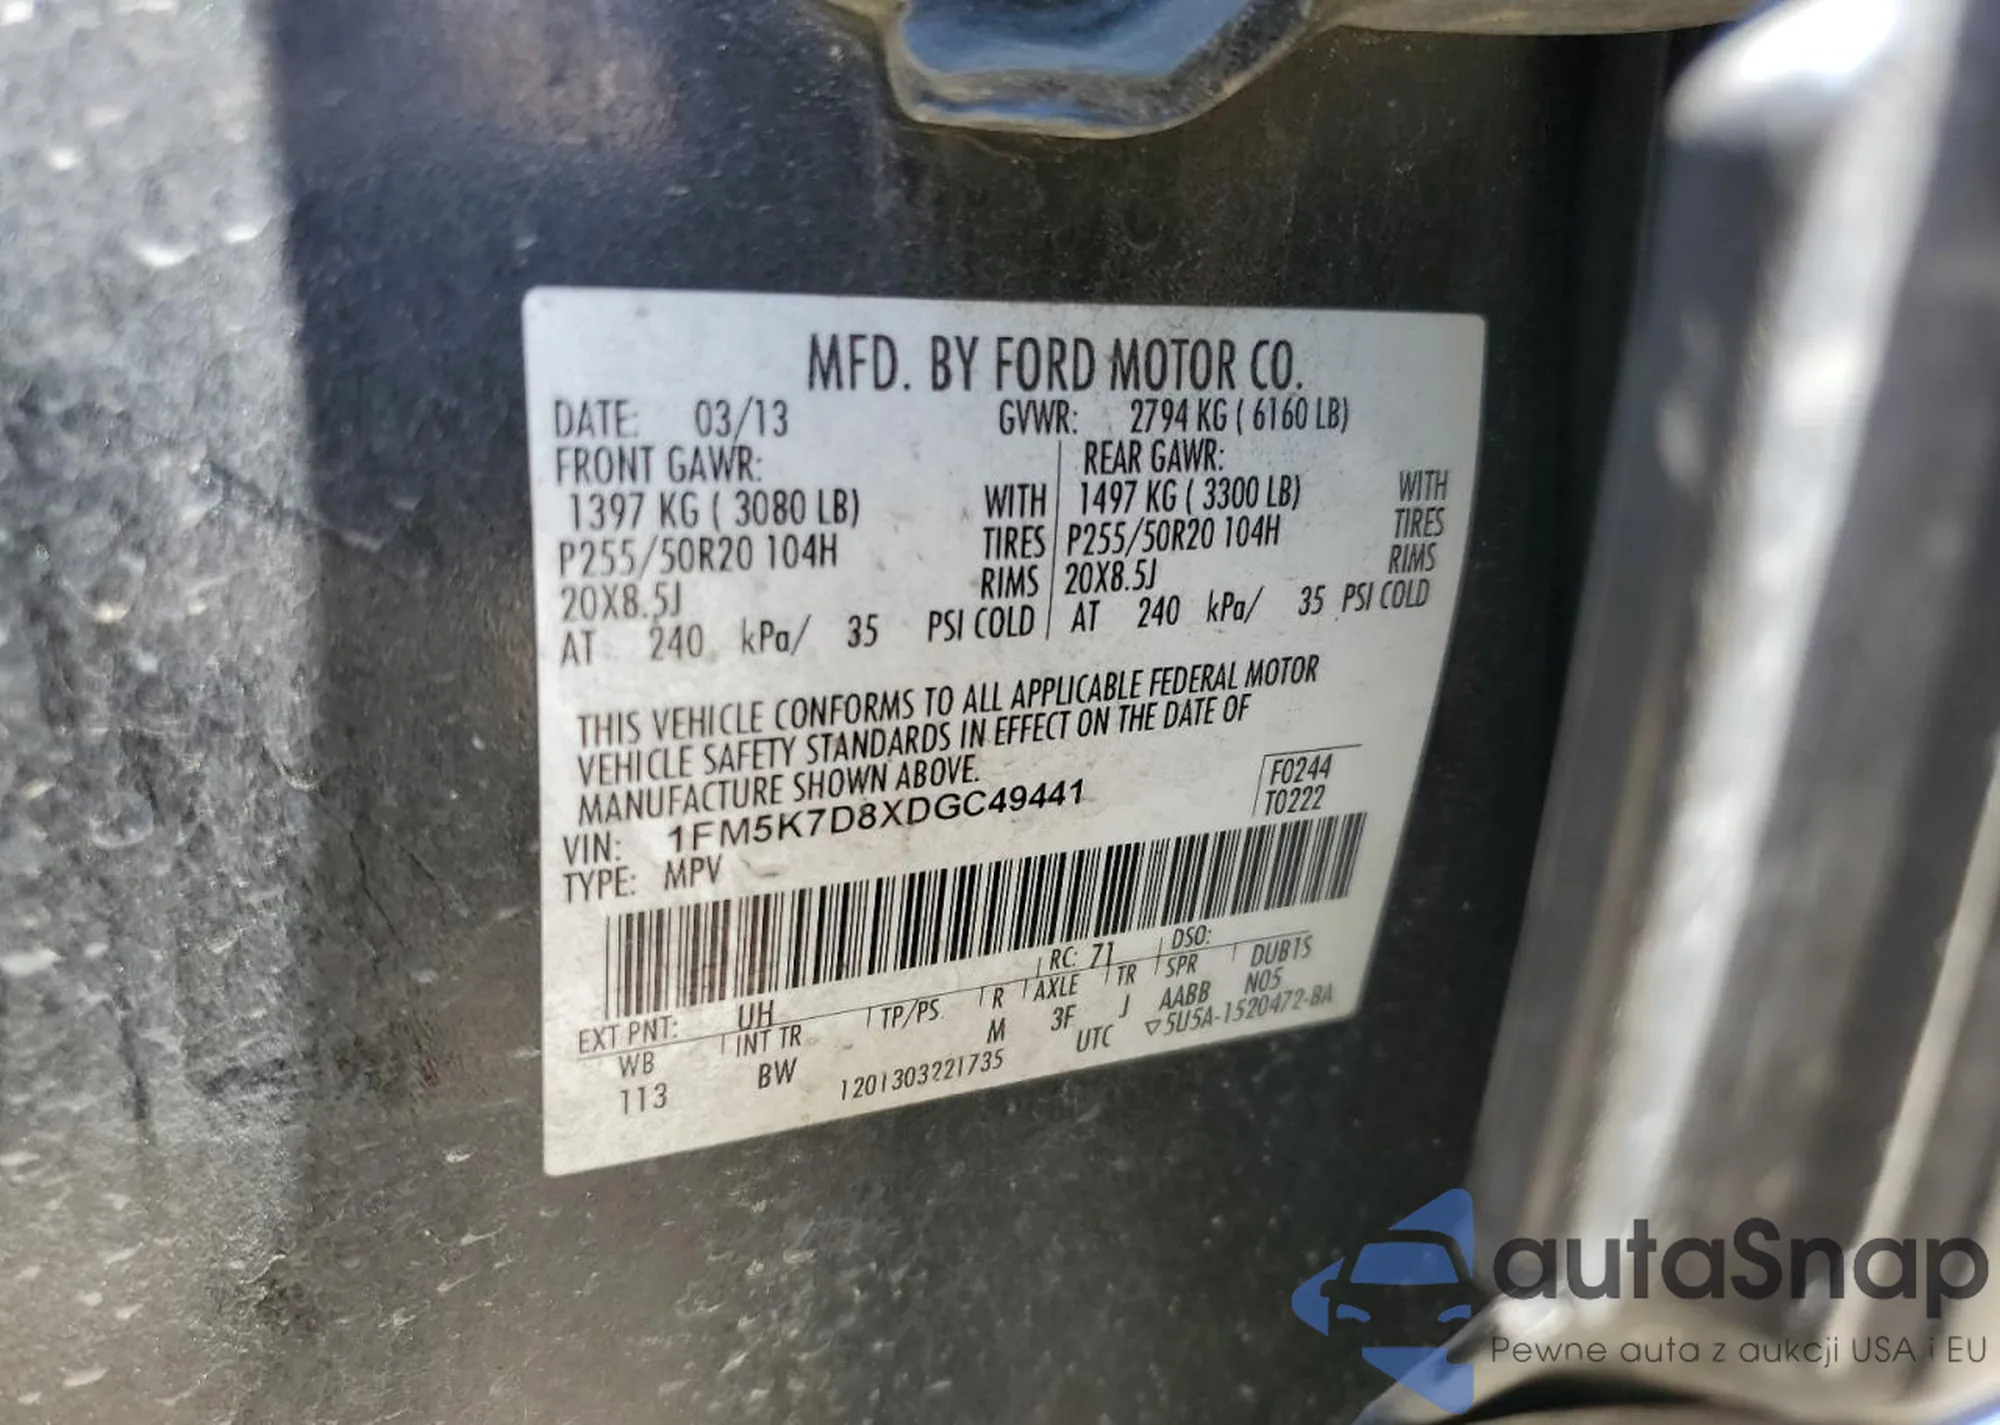 MFD. BY FORD MOTOR CO.
DATE: 03/13 GVWR: 2794 KG ( 6160 LB)
FRONT GAWR: REAR GAWR:
1397 KG ( 3080 LB) WITH 1497 KG ( 3300 LB) WITH
P255/50R20 104H TIRES P255/50R20 104H TIRES
20X8.5J RIMS 20X8.5J RIMS
AT 240 kPa/ 35 PSI COLD AT 240 kPa/ 35 PSI COLD
THIS VEHICLE CONFORMS TO ALL APPLICABLE FEDERAL MOTOR
VEHICLE SAFETY STANDARDS IN EFFECT ON THE DATE OF
MANUFACTURE SHOWN ABOVE.
F0244
VIN: 1FM5K7D8XDGC49441 T0222
TYPE: MPV
EXT PNT: UH RC: 71 DSO:
WB INT TR TP/PS R AXLE TR SPR DUB1S
113 BW M 3F J AABB N05
1201303221735 UTC ▽5U5A-1520472-BA
autaSnap
Pewne auta z aukcji USA i EU